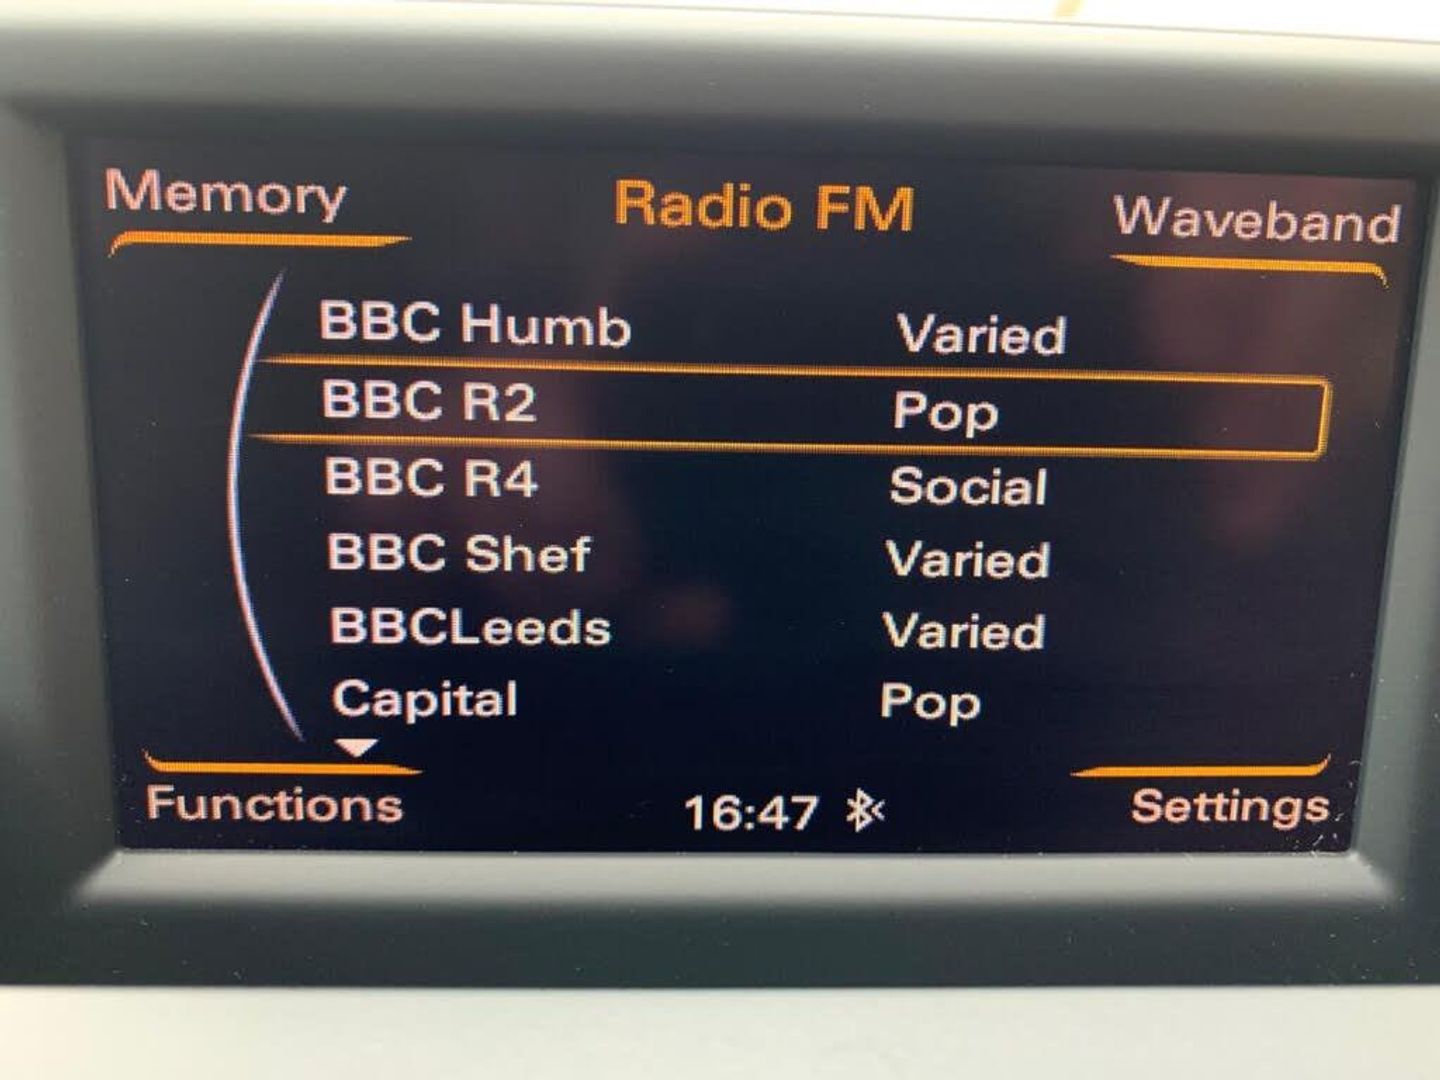 Memory Radio FM Waveband
BBC Humb Varied
BBC R2 Pop
BBC R4 Social
BBC Shef Varied
BBCLeeds Varied
Capital Pop
Functions 16:47 Settings